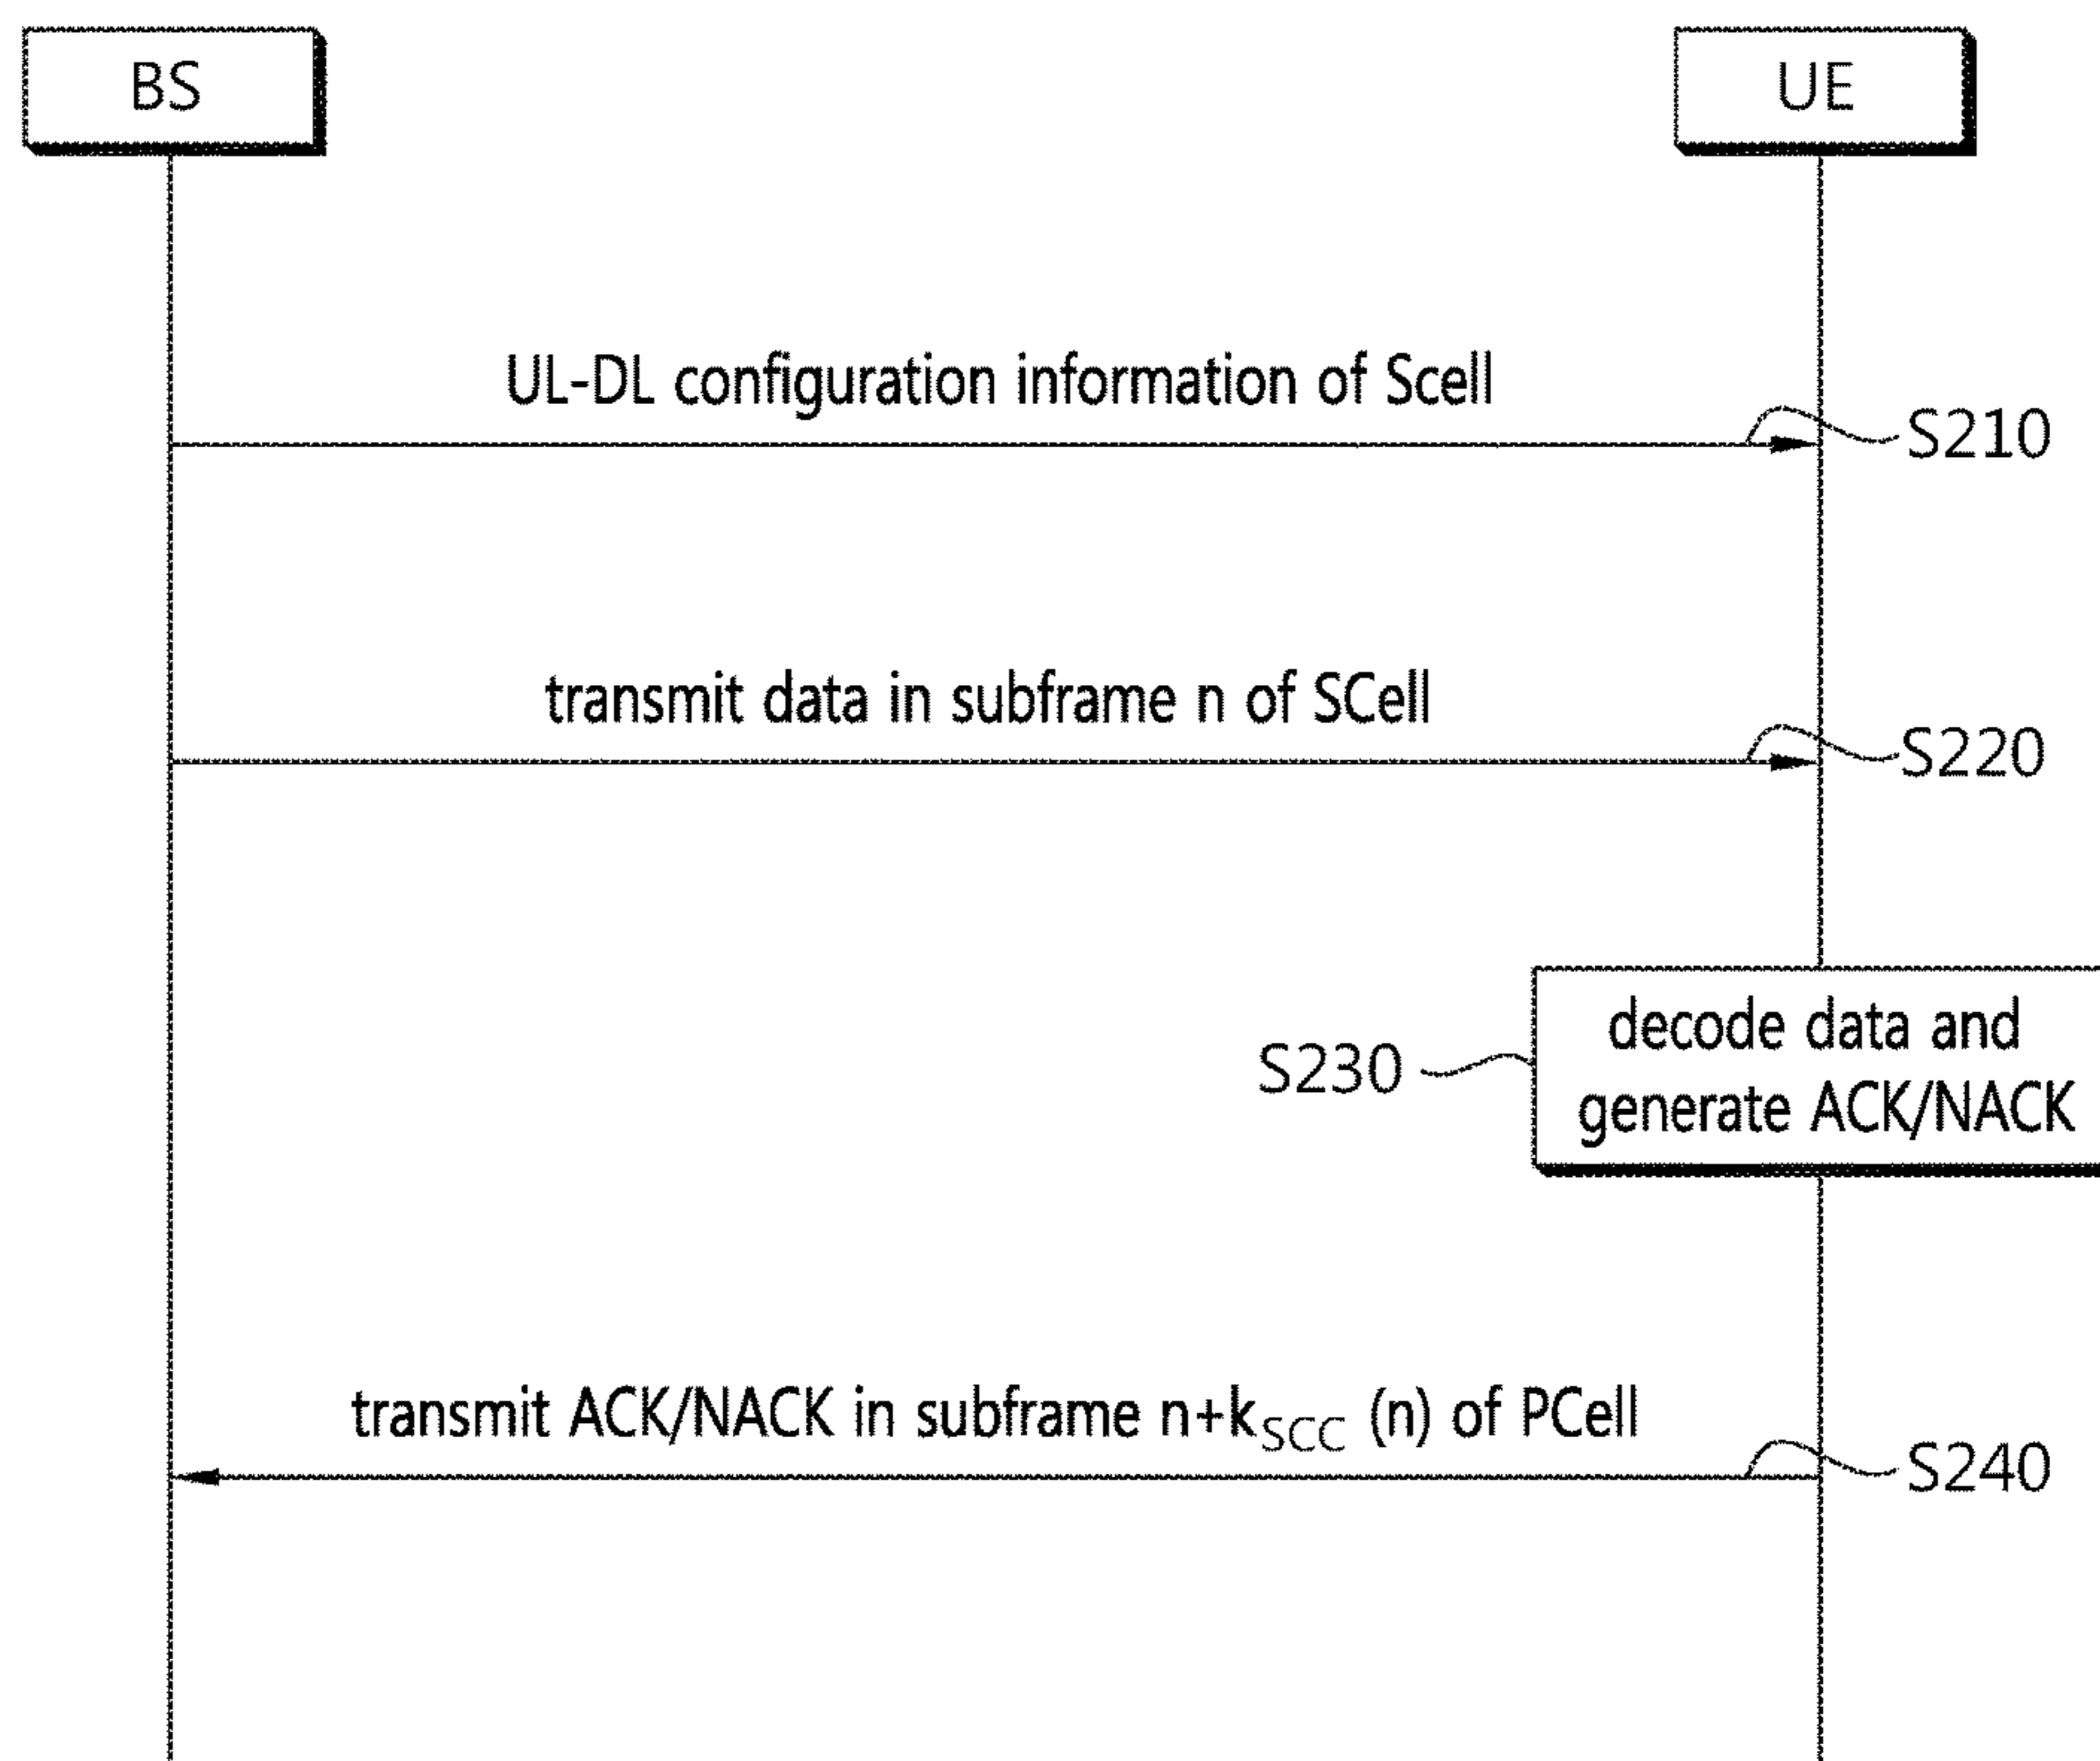 BS
UE
UL-DL configuration information of Scell
S210
transmit data in subframe n of SCell
S220
decode data and
S230
generate ACK/NACK
transmit ACK/NACK in subframe n+k_SCC (n) of PCell
S240